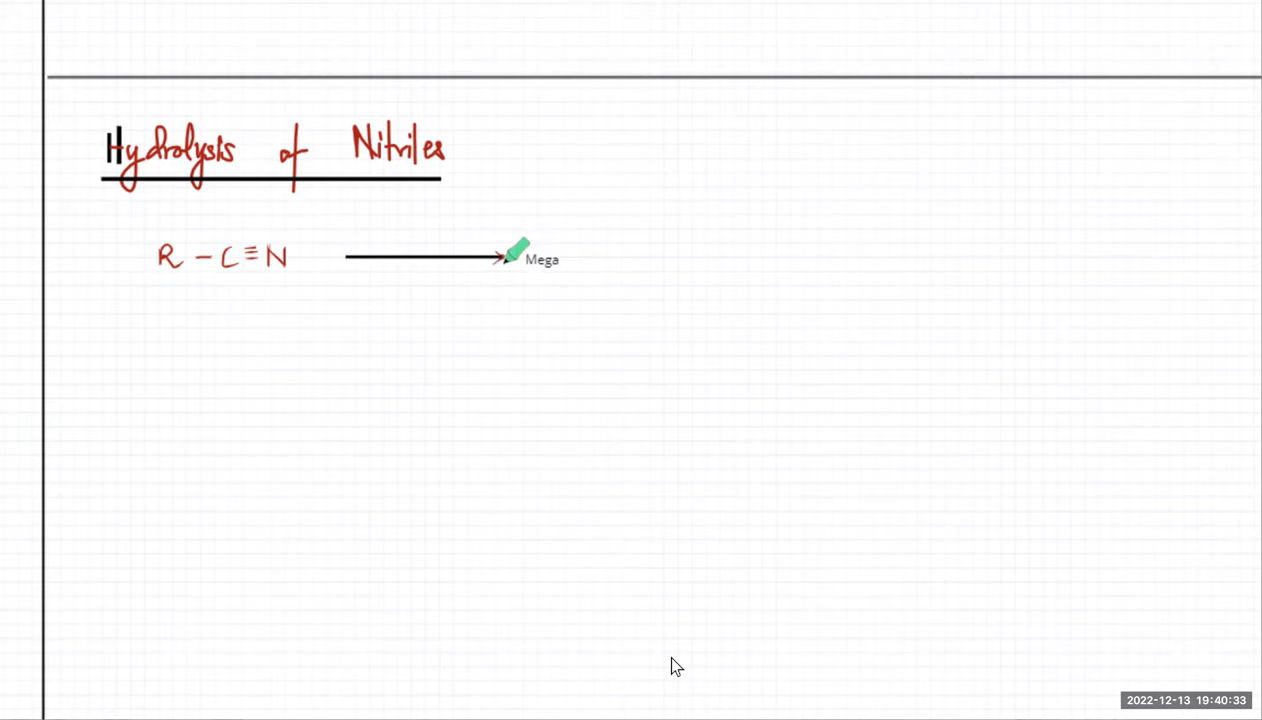 Hydrolysis of Nitriles
R - C ≡ N
Mega
2022-12-13 19:40:33